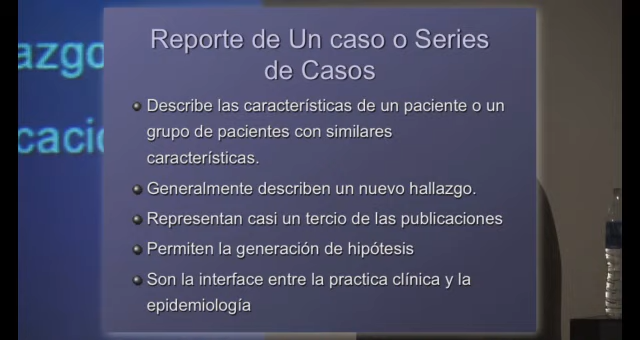 Reporte de Un caso o Series
de Casos
Describe las características de un paciente o un
grupo de pacientes con similares
características.
Generalmente describen un nuevo hallazgo.
Representan casi un tercio de las publicaciones
Permiten la generación de hipótesis
Son la interface entre la practica clínica y la
epidemiología
azgo
caci